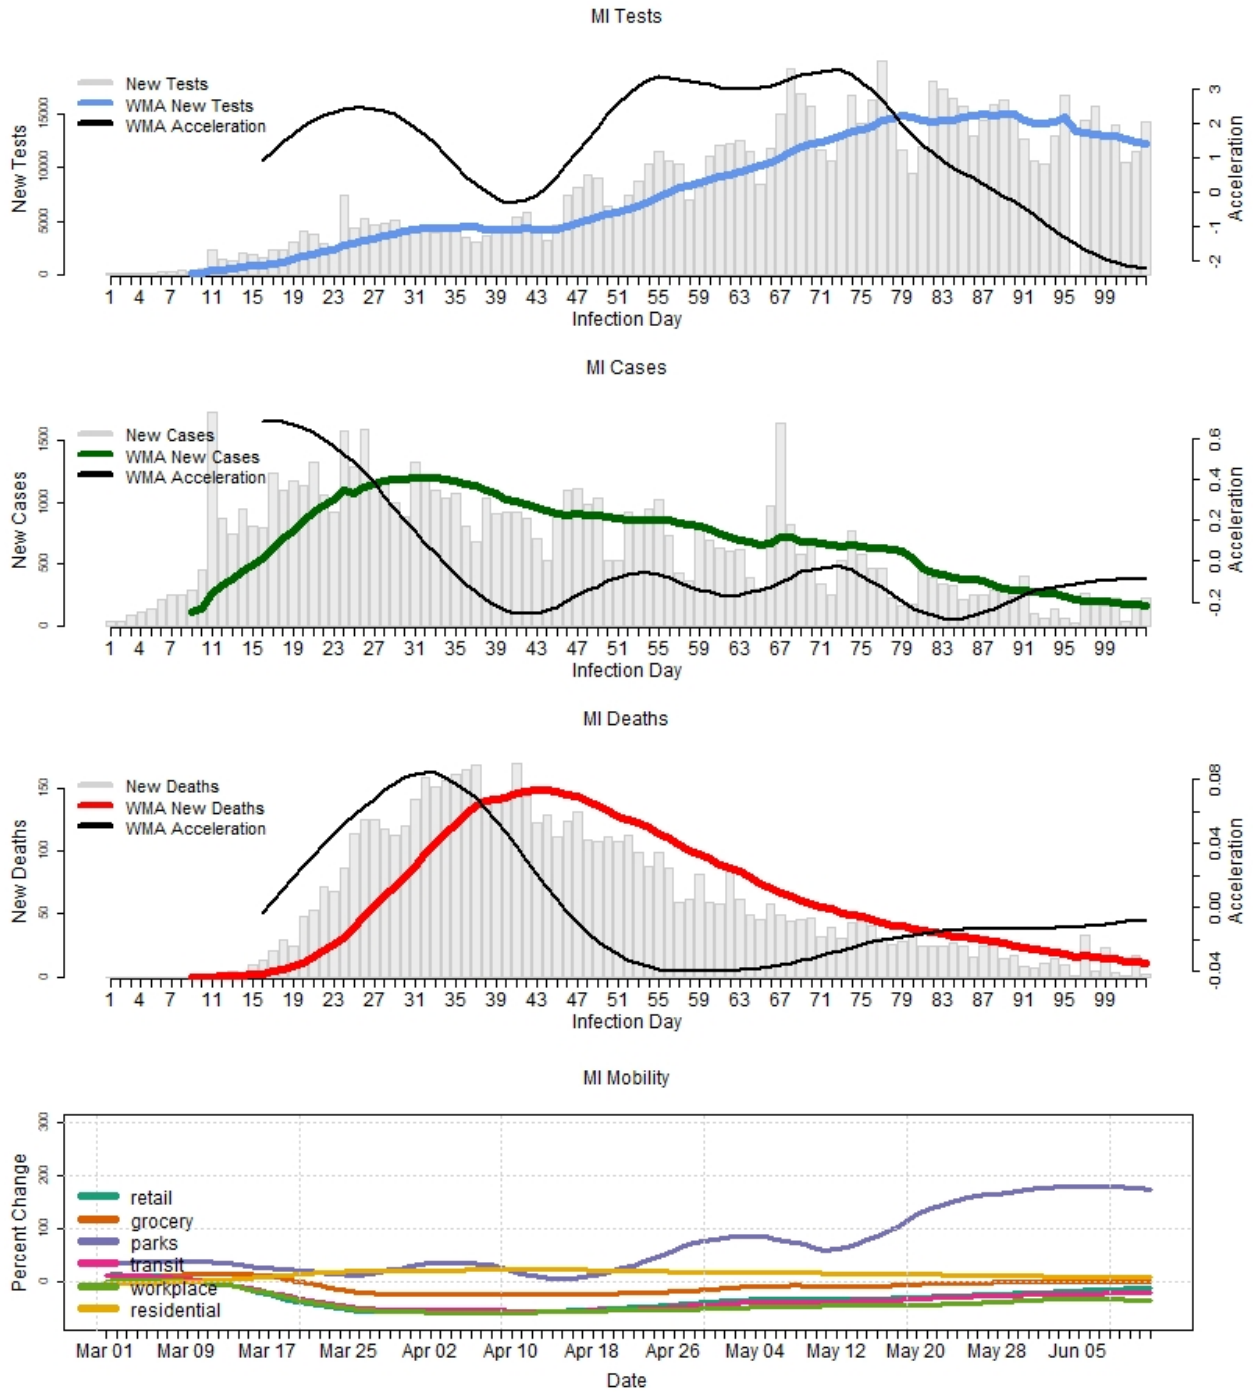 MI Tests
New Tests
WMA New Tests
WMA Acceleration
New Tests
0 5000 10000 15000
Acceleration
-2 -1 0 1 2 3
1 4 7 11 15 19 23 27 31 35 39 43 47 51 55 59 63 67 71 75 79 83 87 91 95 99
Infection Day
MI Cases
New Cases
WMA New Cases
WMA Acceleration
New Cases
0 500 1000 1500
Acceleration
-0.2 0.0 0.2 0.4 0.6
1 4 7 11 15 19 23 27 31 35 39 43 47 51 55 59 63 67 71 75 79 83 87 91 95 99
Infection Day
MI Deaths
New Deaths
WMA New Deaths
WMA Acceleration
New Deaths
0 50 100 150
Acceleration
-0.04 0.00 0.04 0.08
1 4 7 11 15 19 23 27 31 35 39 43 47 51 55 59 63 67 71 75 79 83 87 91 95 99
Infection Day
MI Mobility
Percent Change
0 100 200 300
retail
grocery
parks
transit
workplace
residential
Mar 01 Mar 09 Mar 17 Mar 25 Apr 02 Apr 10 Apr 18 Apr 26 May 04 May 12 May 20 May 28 Jun 05
Date